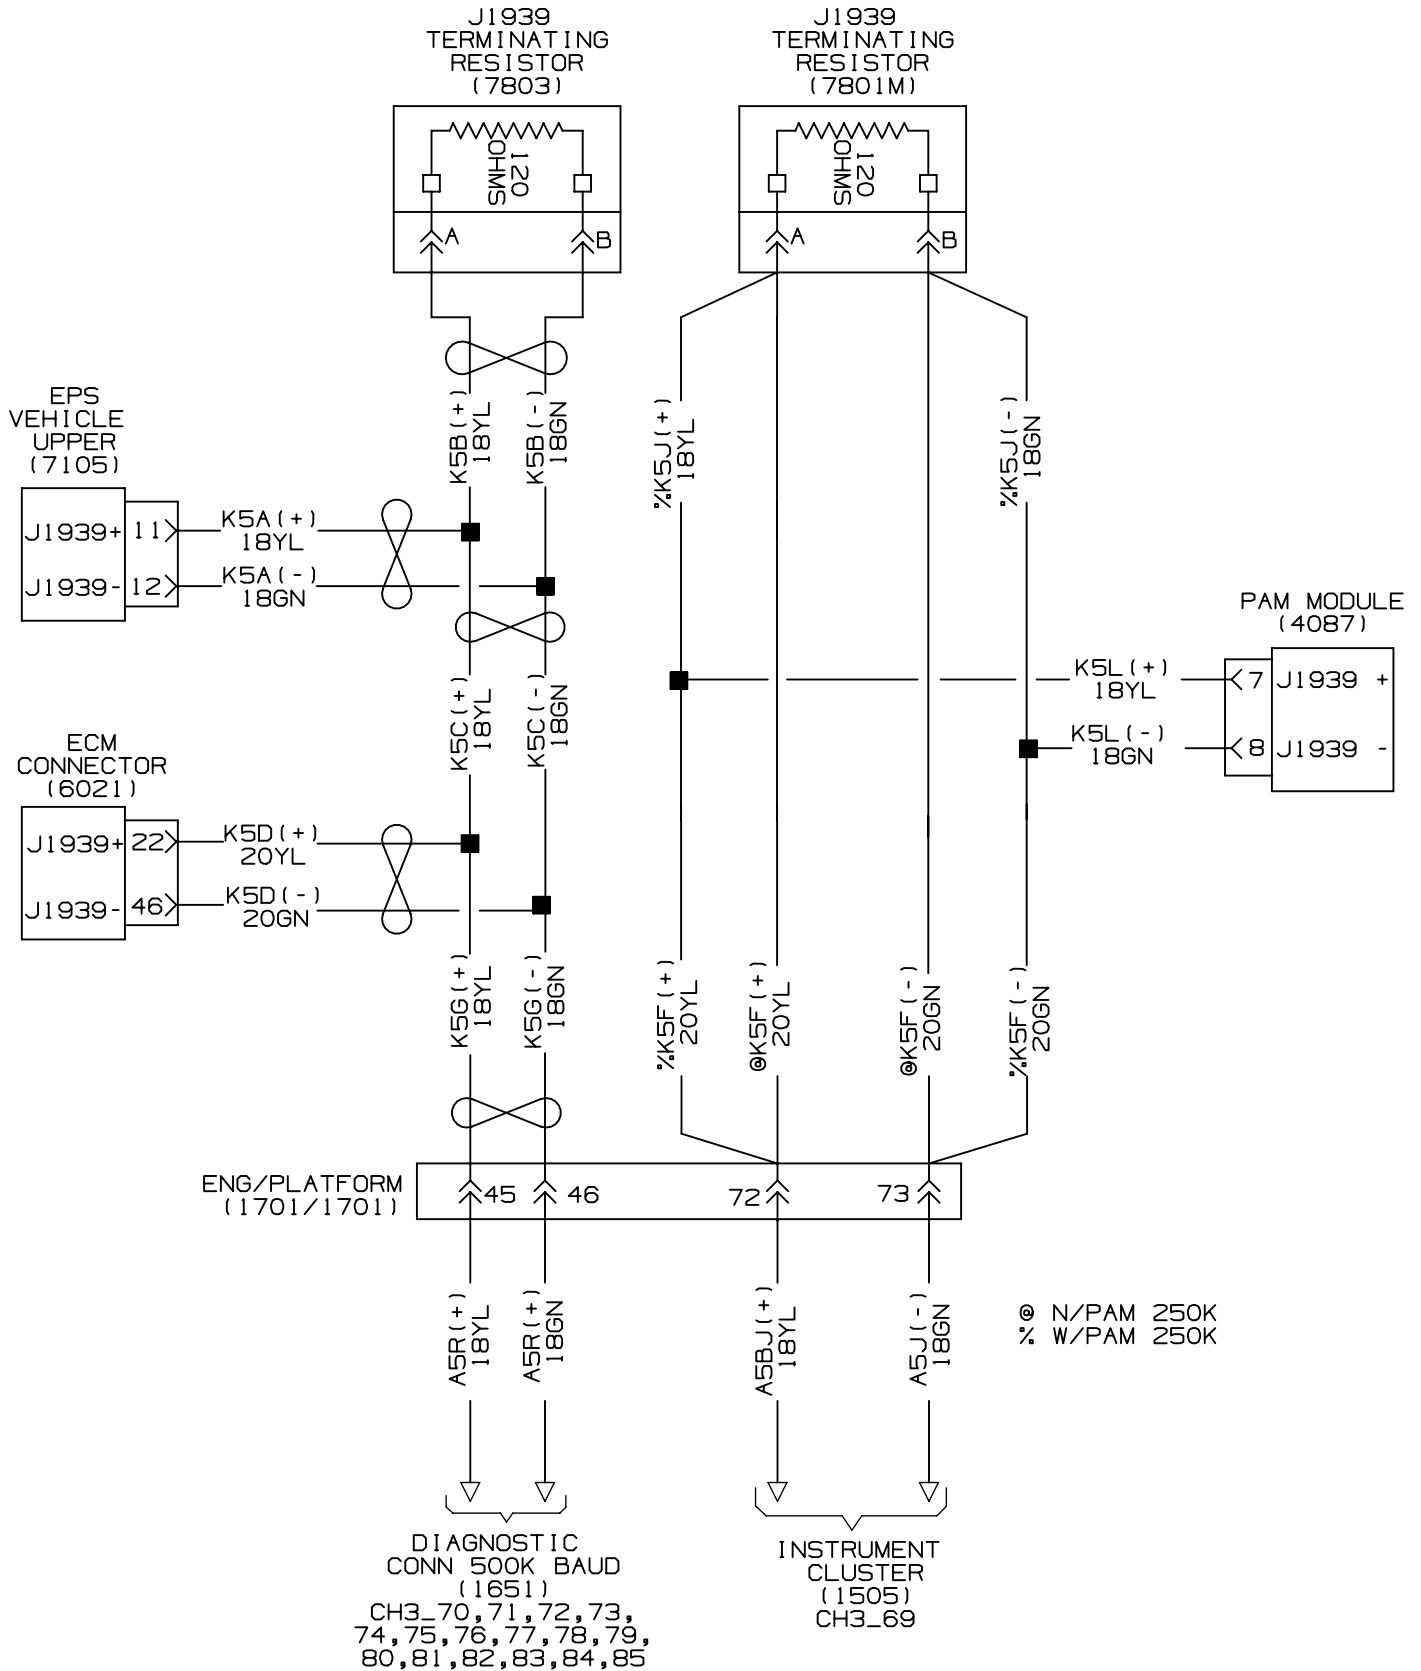 J1939
TERMINATING
RESISTOR
(7803)
J1939
TERMINATING
RESISTOR
(7801M)
120
OHMS
A
B
120
OHMS
A
B
K5B(+)
18YL
K5B(-)
18GN
%K5J(+)
18YL
%K5J(-)
18GN
EPS
VEHICLE
UPPER
(7105)
J1939+
11
K5A(+)
18YL
J1939-
12
K5A(-)
18GN
PAM MODULE
(4087)
K5L(+)
18YL
7
J1939 +
K5L(-)
18GN
8
J1939 -
K5C(+)
18YL
K5C(-)
18GN
ECM
CONNECTOR
(6021)
J1939+
22
K5D(+)
20YL
J1939-
46
K5D(-)
20GN
K5G(+)
18YL
K5G(-)
18GN
%K5F(+)
20YL
@K5F(+)
20YL
@K5F(-)
20GN
%K5F(-)
20GN
ENG/PLATFORM
(1701/1701)
45
46
72
73
A5R(+)
18YL
A5R(+)
18GN
A5BJ(+)
18YL
A5J(-)
18GN
@ N/PAM 250K
% W/PAM 250K
DIAGNOSTIC
CONN 500K BAUD
(1651)
CH3_70,71,72,73,
74,75,76,77,78,79,
80,81,82,83,84,85
INSTRUMENT
CLUSTER
(1505)
CH3_69